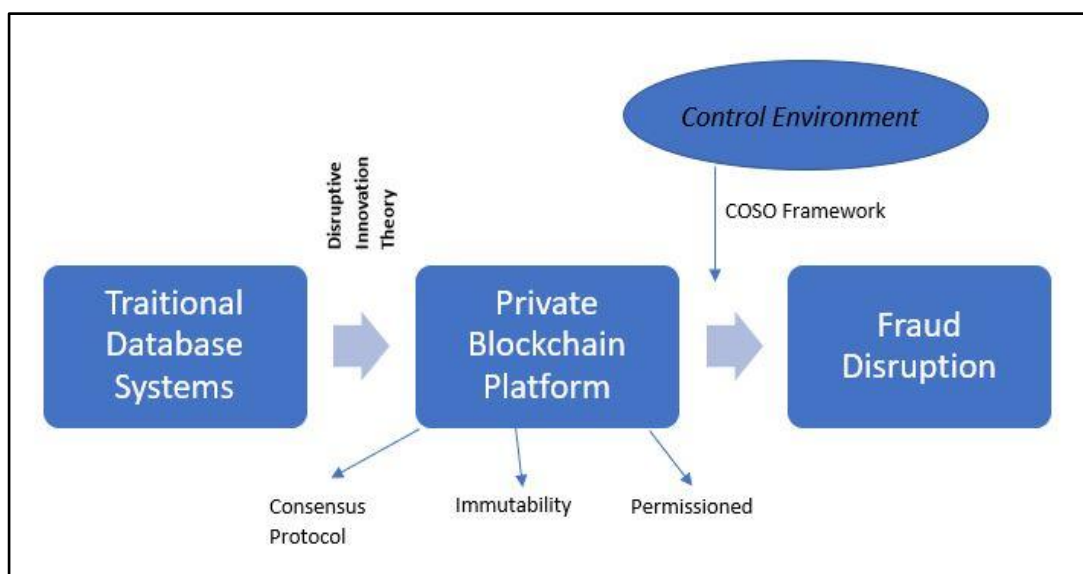 Control Environment
COSO Framework
Disruptive
Innovation
Theory
Traitional
Database
Systems
Private
Blockchain
Platform
Fraud
Disruption
Consensus
Protocol
Immutability
Permissioned